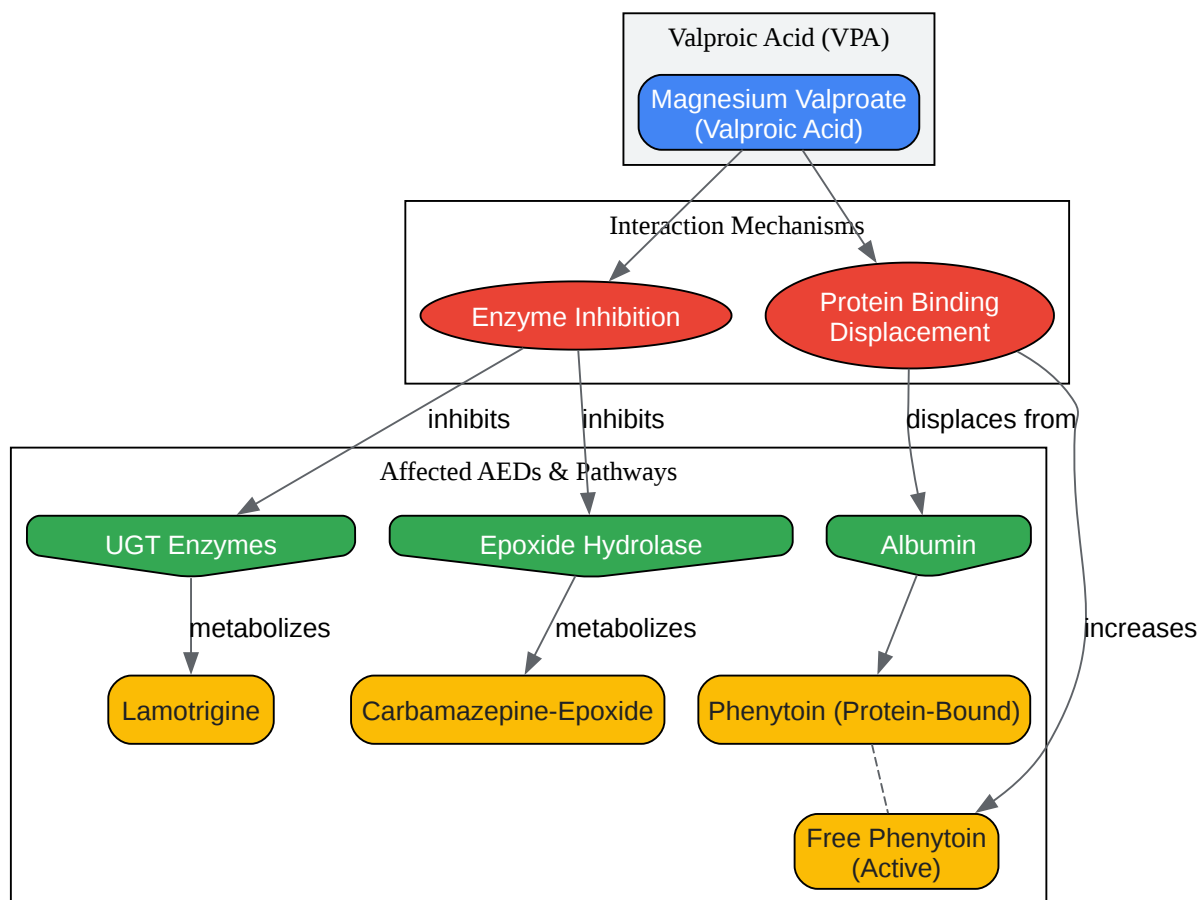 Valproic Acid (VPA)
Magnesium Valproate
(Valproic Acid)
Interaction Mechanisms
Enzyme Inhibition
Protein Binding
Displacement
inhibits
inhibits
displaces from
Affected AEDs & Pathways
UGT Enzymes
Epoxide Hydrolase
Albumin
metabolizes
metabolizes
increases
Lamotrigine
Carbamazepine-Epoxide
Phenytoin (Protein-Bound)
Free Phenytoin
(Active)